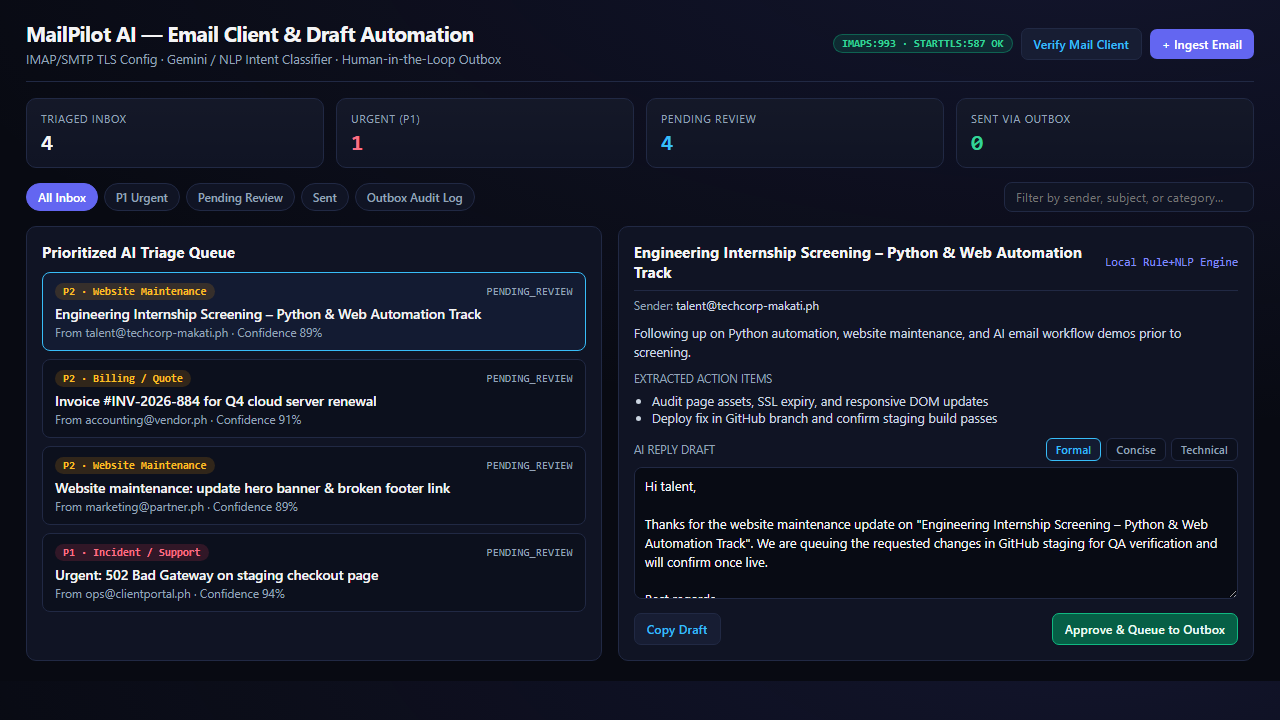 MailPilot AI — Email Client & Draft Automation
IMAP/SMTP TLS Config · Gemini / NLP Intent Classifier · Human-in-the-Loop Outbox
IMAPS:993 · STARTTLS:587 OK
Verify Mail Client
+ Ingest Email
TRIAGED INBOX
4
URGENT (P1)
1
PENDING REVIEW
4
SENT VIA OUTBOX
0
All Inbox
P1 Urgent
Pending Review
Sent
Outbox Audit Log
Filter by sender, subject, or category...
Prioritized AI Triage Queue
P2 · Website Maintenance
PENDING_REVIEW
Engineering Internship Screening – Python & Web Automation Track
From talent@techcorp-makati.ph · Confidence 89%
P2 · Billing / Quote
PENDING_REVIEW
Invoice #INV-2026-884 for Q4 cloud server renewal
From accounting@vendor.ph · Confidence 91%
P2 · Website Maintenance
PENDING_REVIEW
Website maintenance: update hero banner & broken footer link
From marketing@partner.ph · Confidence 89%
P1 · Incident / Support
PENDING_REVIEW
Urgent: 502 Bad Gateway on staging checkout page
From ops@clientportal.ph · Confidence 94%
Engineering Internship Screening – Python & Web Automation
Track
Local Rule+NLP Engine
Sender: talent@techcorp-makati.ph
Following up on Python automation, website maintenance, and AI email workflow demos prior to
screening.
EXTRACTED ACTION ITEMS
• Audit page assets, SSL expiry, and responsive DOM updates
• Deploy fix in GitHub branch and confirm staging build passes
AI REPLY DRAFT
Formal
Concise
Technical
Hi talent,
Thanks for the website maintenance update on "Engineering Internship Screening – Python & Web
Automation Track". We are queuing the requested changes in GitHub staging for QA verification and
will confirm once live.
Best regards,
Copy Draft
Approve & Queue to Outbox